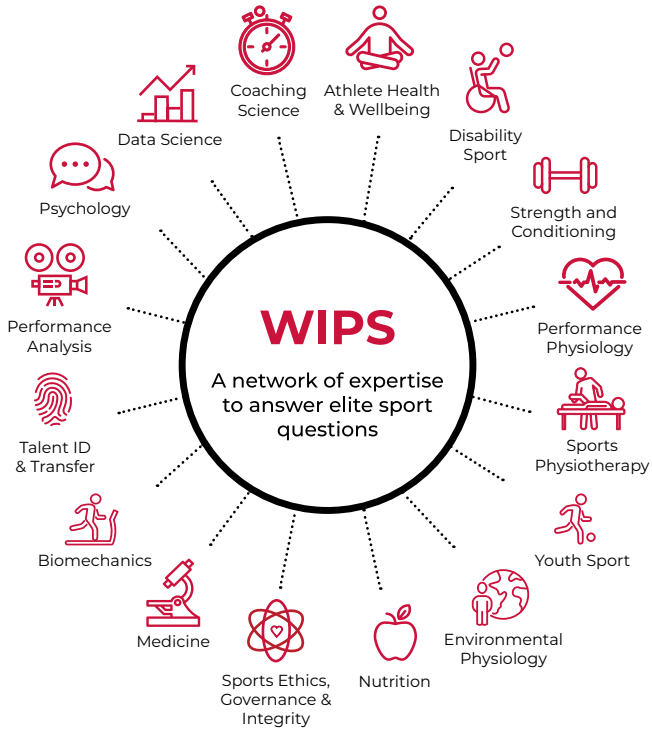 WIPS
A network of expertise
to answer elite sport
questions
Coaching
Science
Athlete Health
& Wellbeing
Disability
Sport
Strength and
Conditioning
Performance
Physiology
Sports
Physiotherapy
Youth Sport
Environmental
Physiology
Nutrition
Sports Ethics,
Governance &
Integrity
Medicine
Biomechanics
Talent ID
& Transfer
Performance
Analysis
Psychology
Data Science